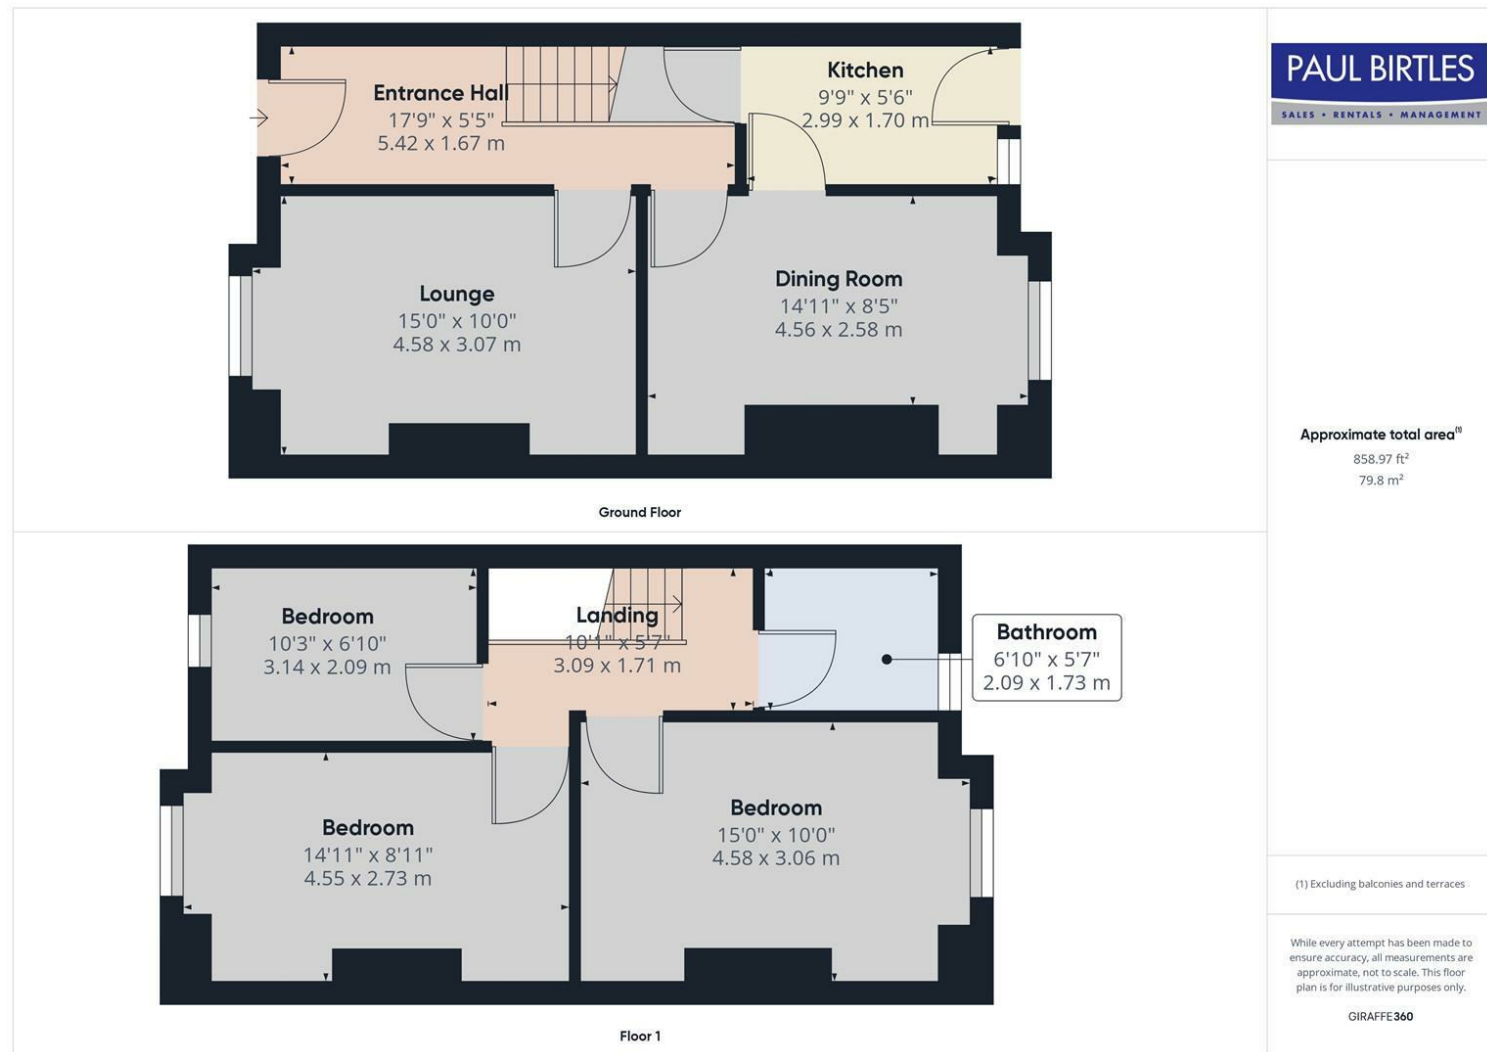 Entrance Hall
17'9" x 5'5"
5.42 x 1.67 m
Kitchen
9'9" x 5'6"
2.99 x 1.70 m
Lounge
15'0" x 10'0"
4.58 x 3.07 m
Dining Room
14'11" x 8'5"
4.56 x 2.58 m
Ground Floor
Bedroom
10'3" x 6'10"
3.14 x 2.09 m
Landing
10'1" x 5'7"
3.09 x 1.71 m
Bathroom
6'10" x 5'7"
2.09 x 1.73 m
Bedroom
14'11" x 8'11"
4.55 x 2.73 m
Bedroom
15'0" x 10'0"
4.58 x 3.06 m
Floor 1
PAUL BIRTLES
SALES • RENTALS • MANAGEMENT
Approximate total area⁽¹⁾
858.97 ft²
79.8 m²
(1) Excluding balconies and terraces
While every attempt has been made to
ensure accuracy, all measurements are
approximate, not to scale. This floor
plan is for illustrative purposes only.
GIRAFFE360